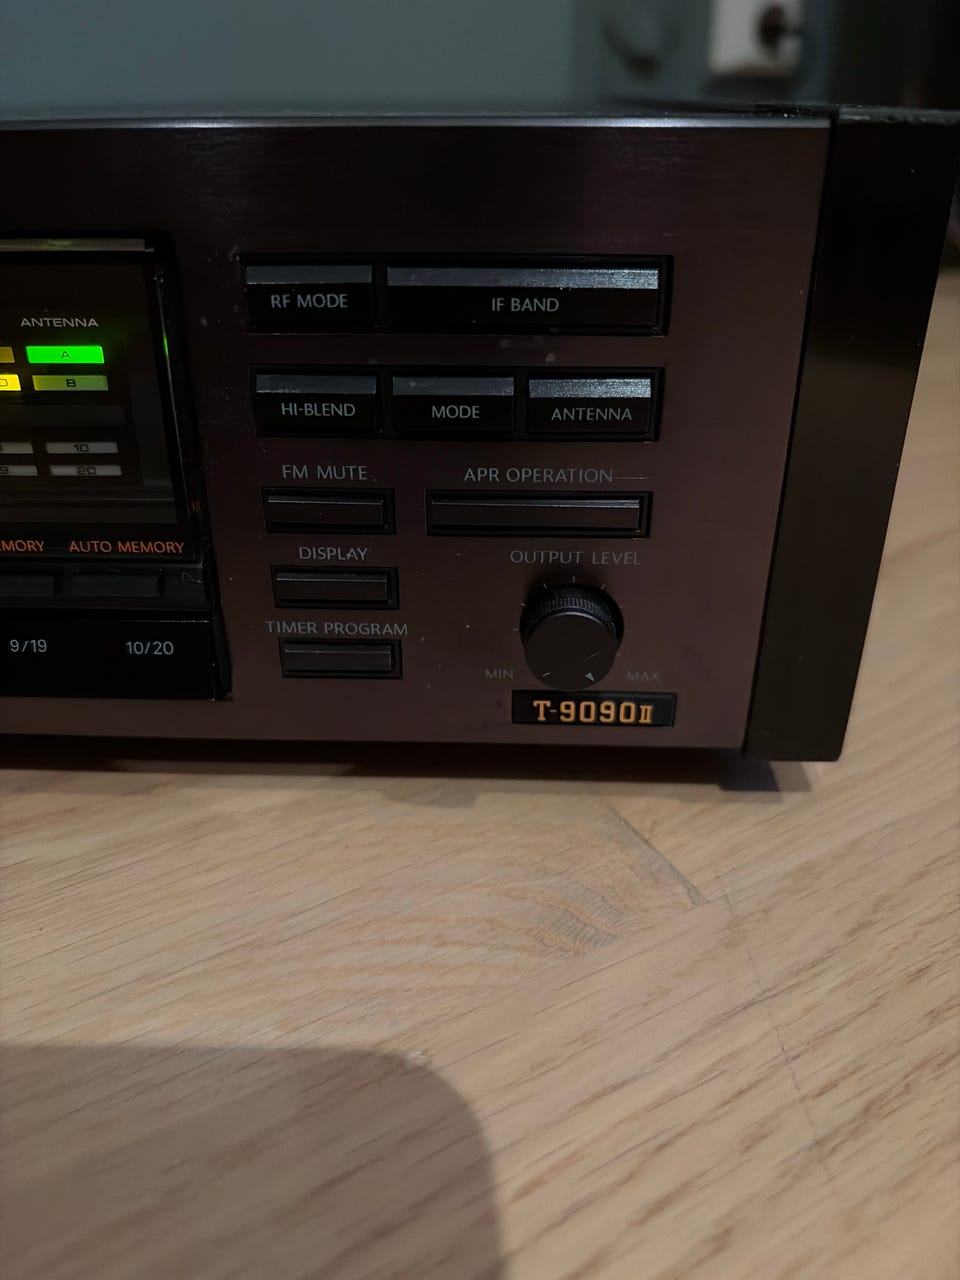 RF MODE
IF BAND
ANTENNA
A
B
HI-BLEND
MODE
ANTENNA
10
20
FM MUTE
APR OPERATION
AUTO MEMORY
DISPLAY
OUTPUT LEVEL
9/19
10/20
TIMER PROGRAM
MIN
MAX
T-9090II